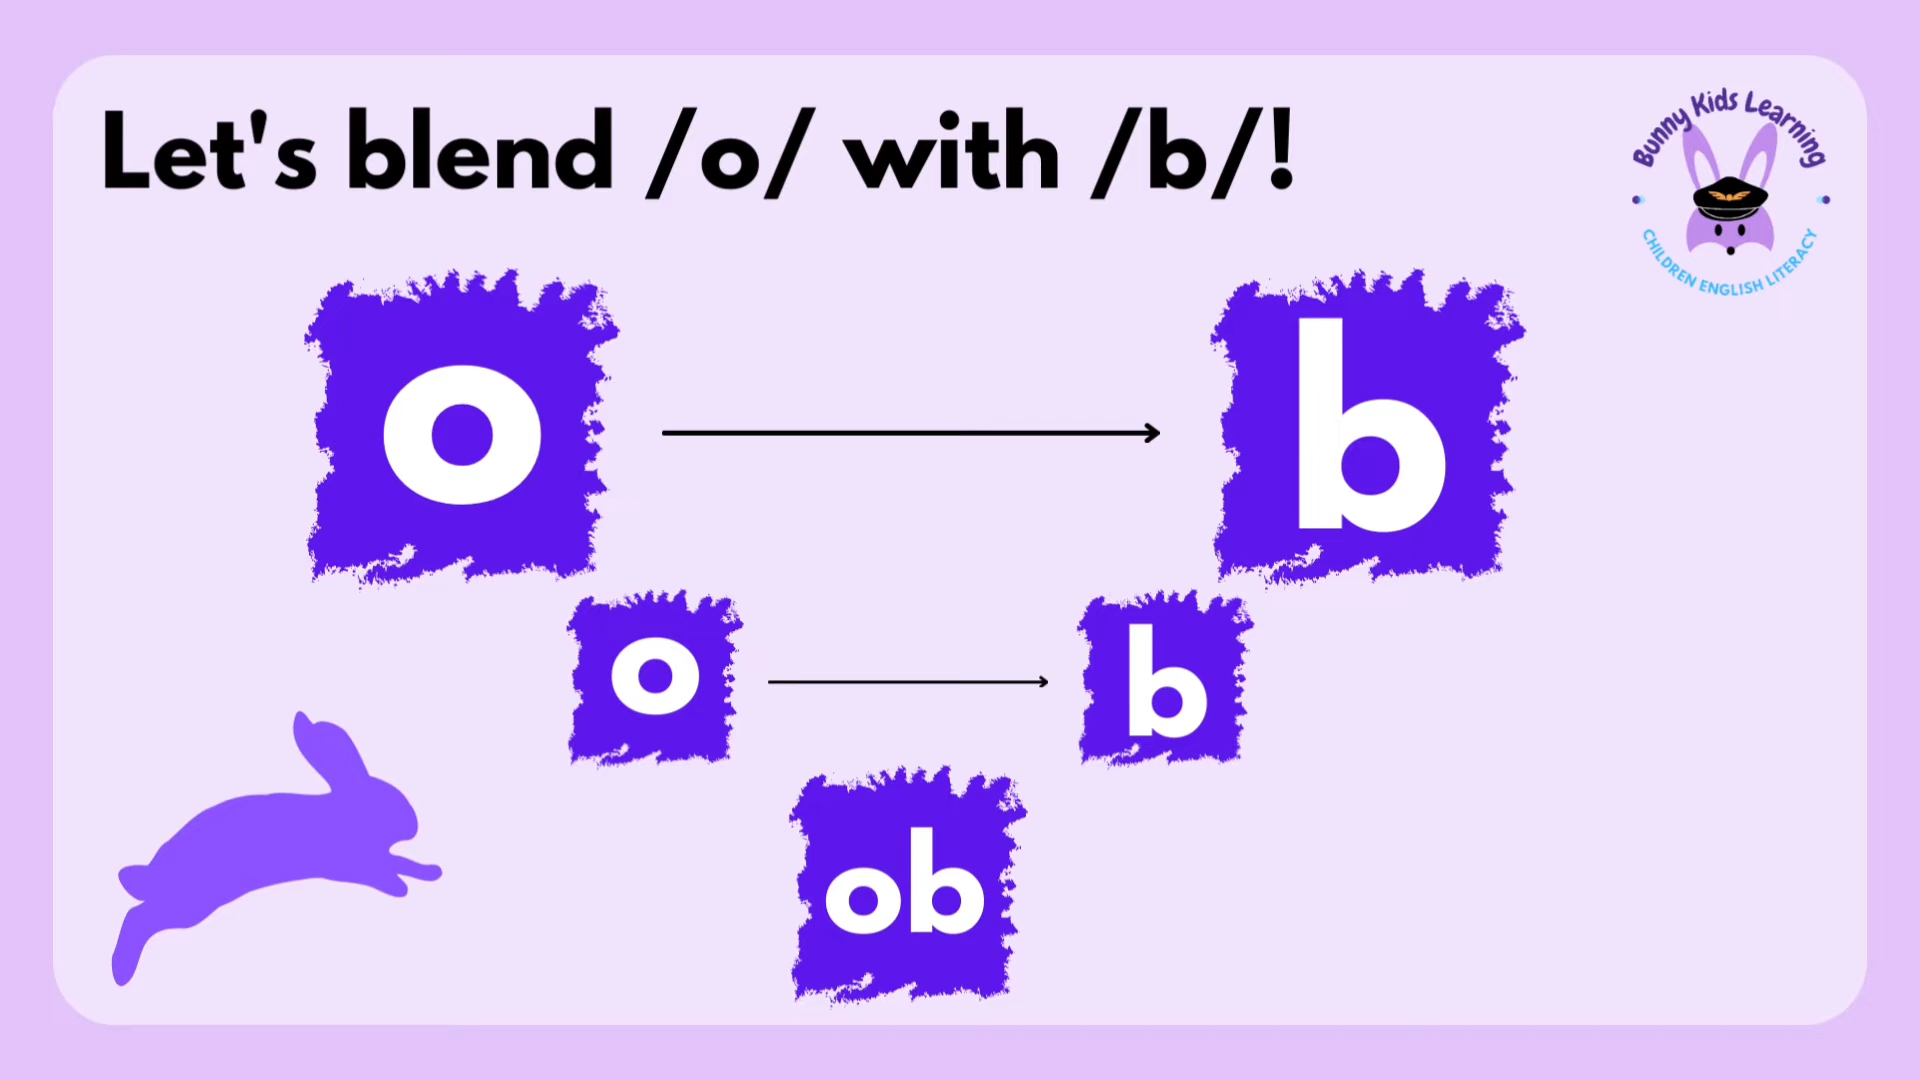 Let's blend /o/ with /b/!
Bunny Kids Learning
CHILDREN ENGLISH LITERACY
o b
o b
ob